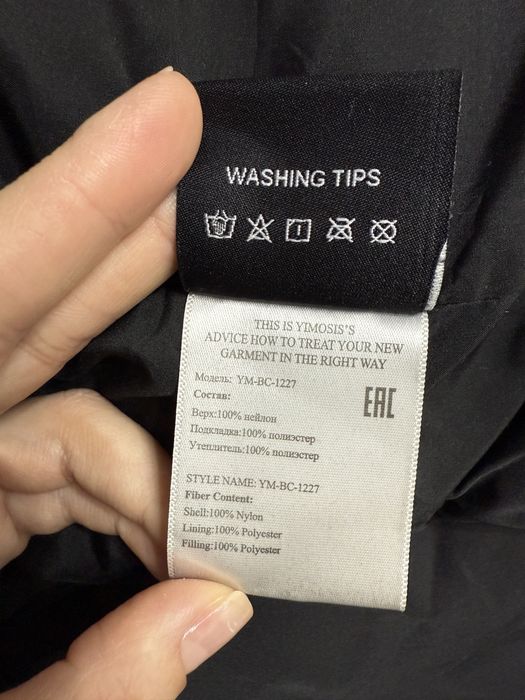 WASHING TIPS
THIS IS YIMOSIS'S
ADVICE HOW TO TREAT YOUR NEW
GARMENT IN THE RIGHT WAY
Модель: YM-BC-1227
Состав:
EAC
Верх:100% нейлон
Подкладка:100% полиэстер
Утеплитель:100% полиэстер
STYLE NAME: YM-BC-1227
Fiber Content:
Shell:100% Nylon
Lining:100% Polyester
Filling:100% Polyester